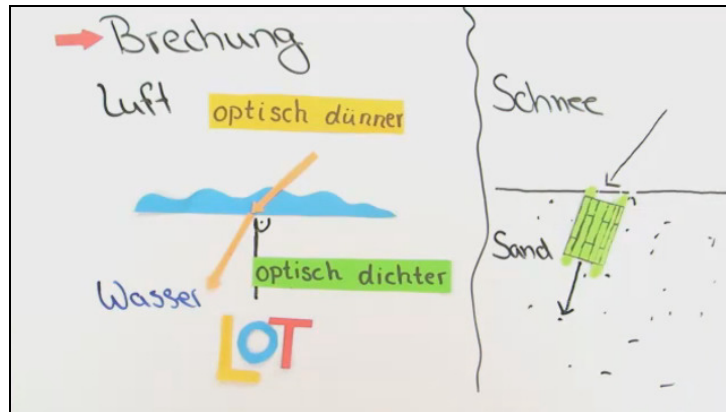 Brechung
Luft
optisch dünner
optisch dichter
Wasser
LOT
Schnee
Sand